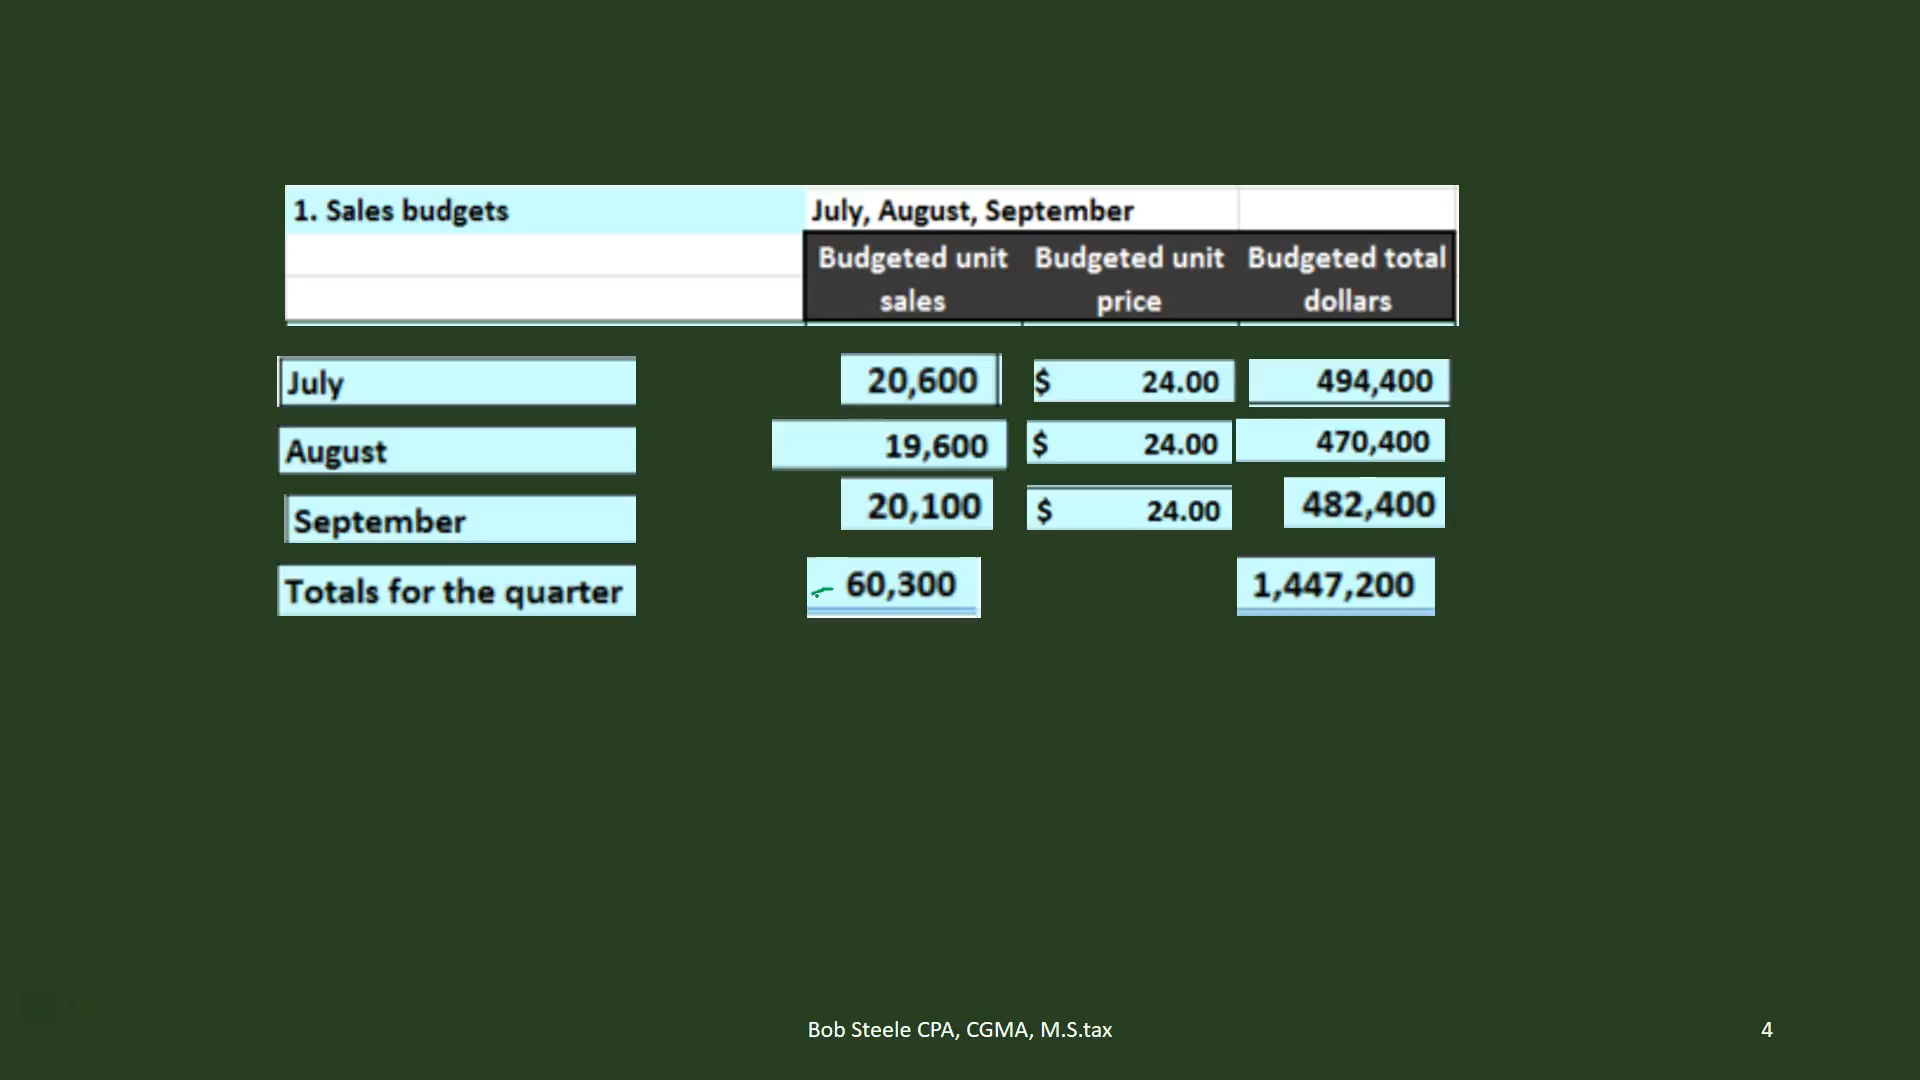 1. Sales budgets July, August, September
Budgeted unit sales Budgeted unit price Budgeted total dollars
July 20,600 $ 24.00 494,400
August 19,600 $ 24.00 470,400
September 20,100 $ 24.00 482,400
Totals for the quarter 60,300 1,447,200
Bob Steele CPA, CGMA, M.S.tax 4